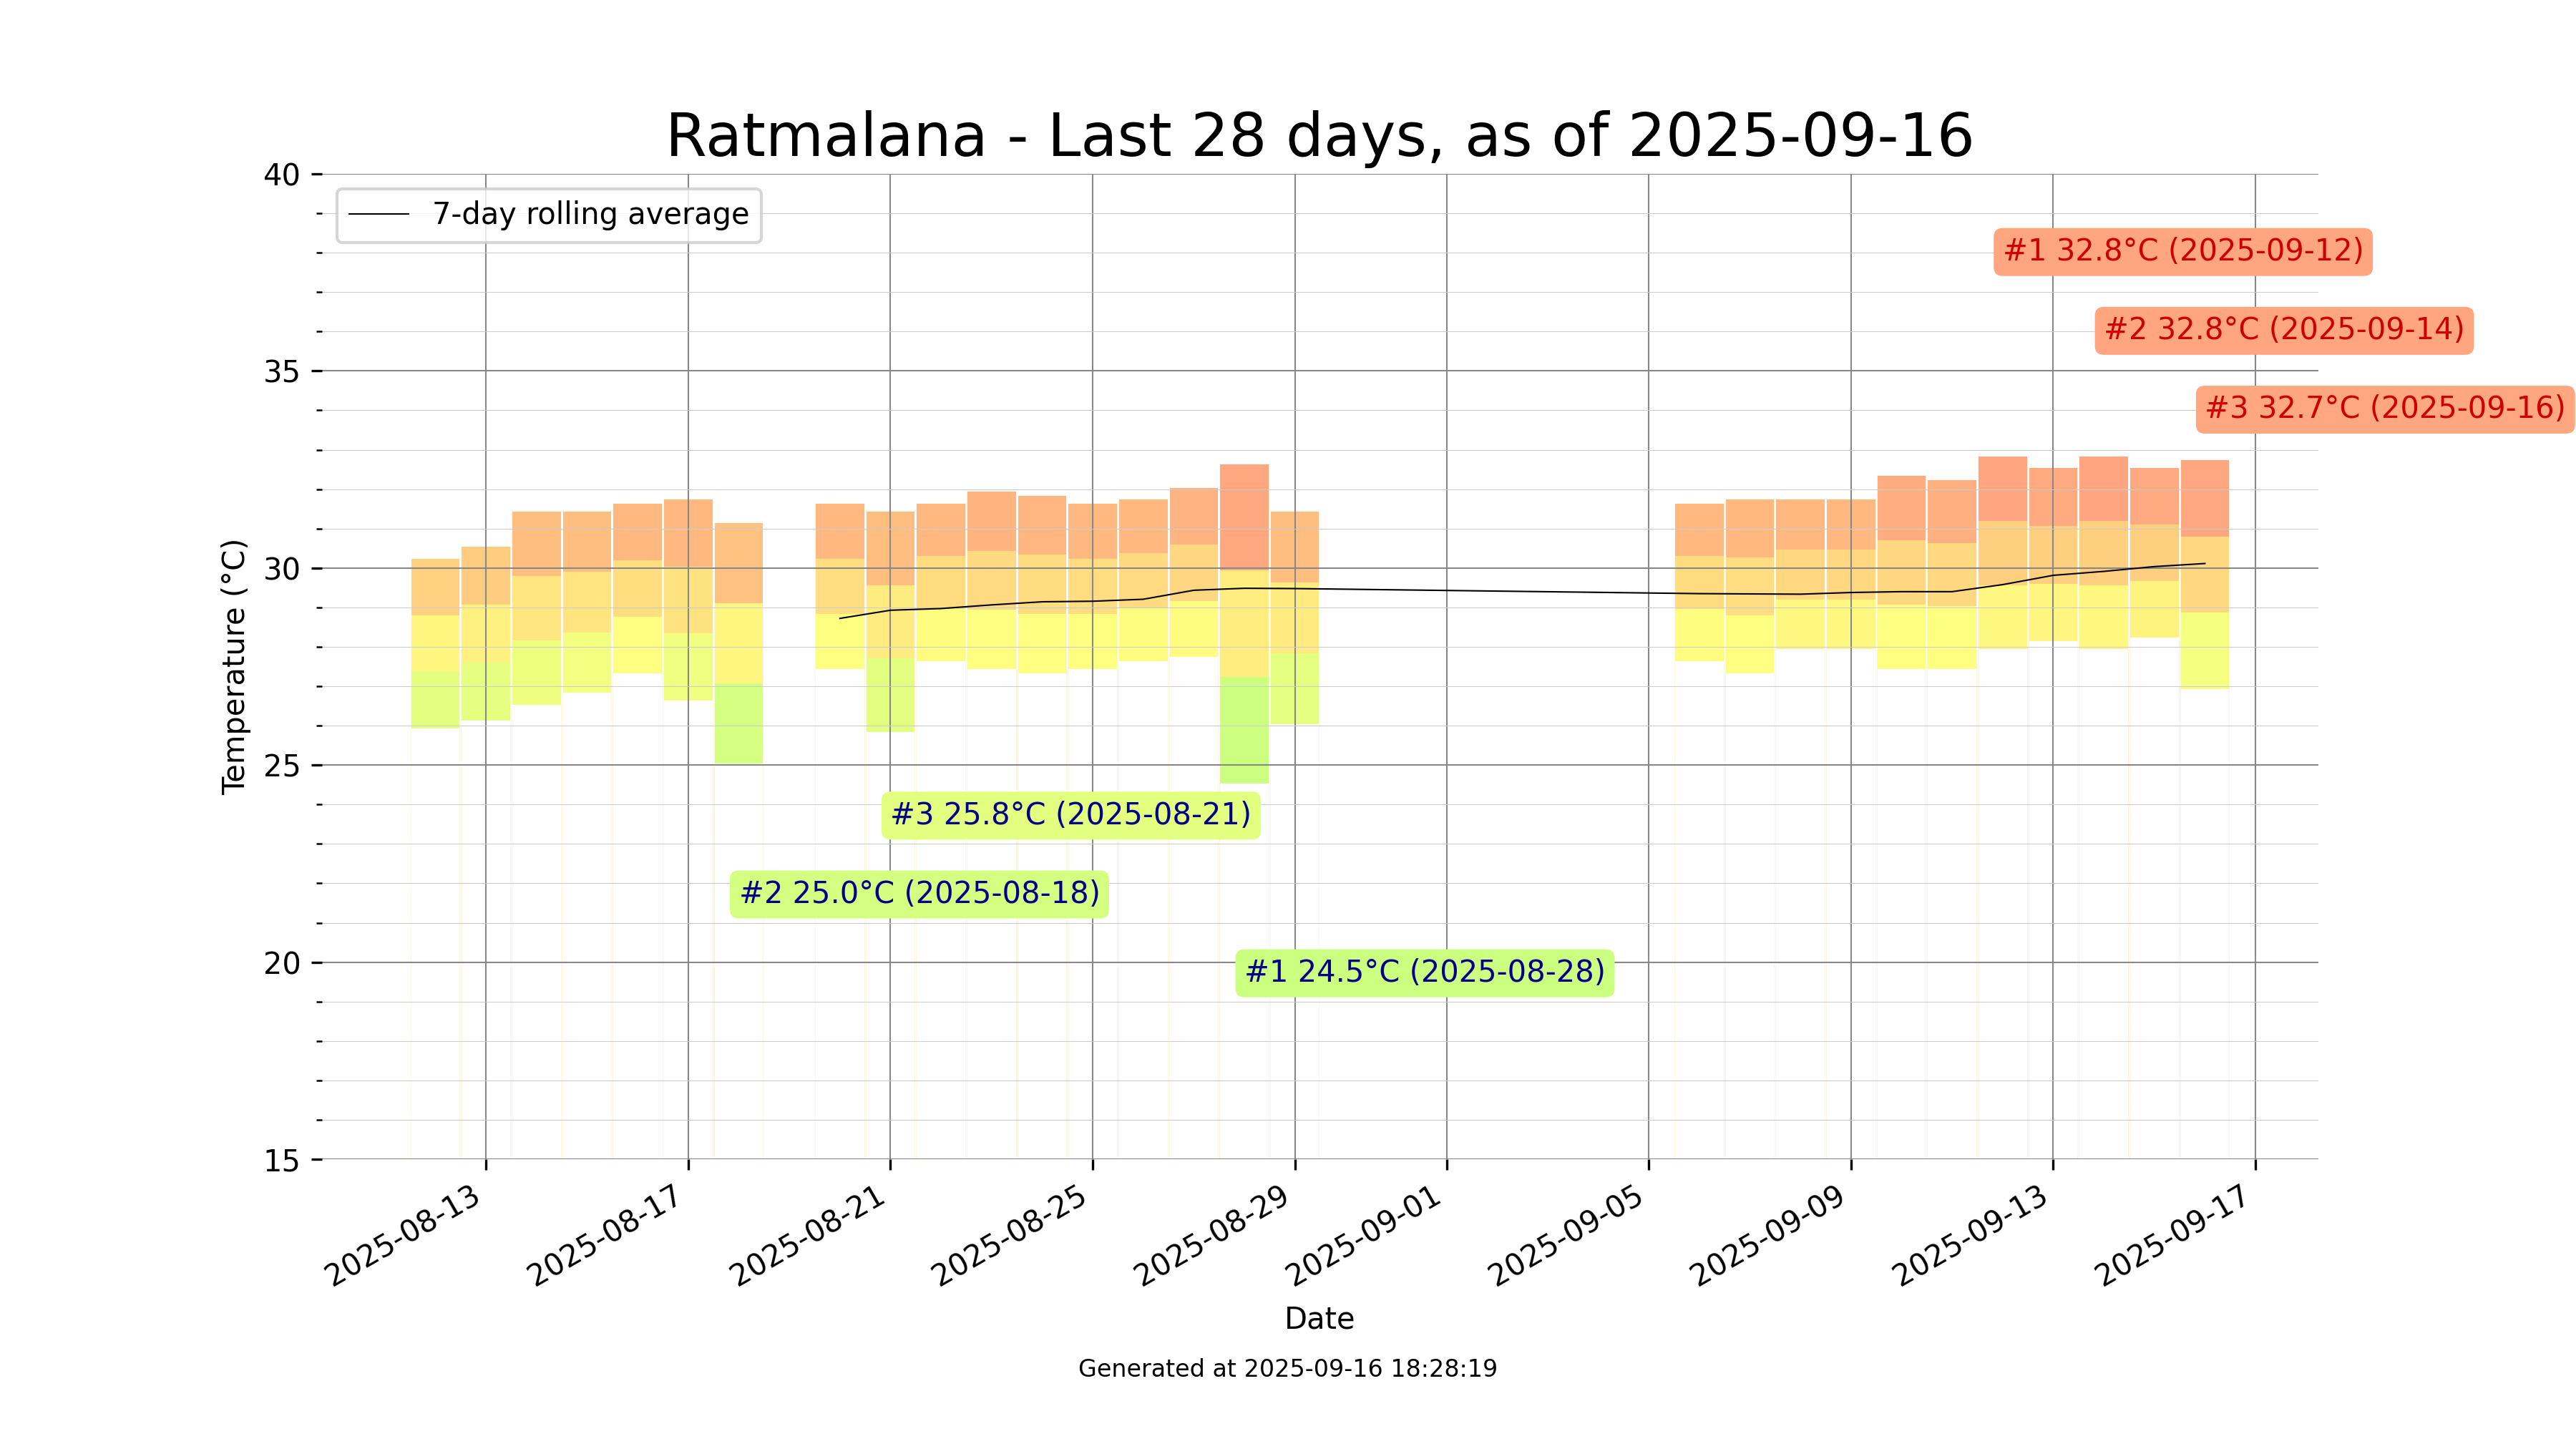 Ratmalana - Last 28 days, as of 2025-09-16
40
7-day rolling average
#1 32.8°C (2025-09-12)
#2 32.8°C (2025-09-14)
35
#3 32.7°C (2025-09-16)
30
Temperature (°C)
25
#3 25.8°C (2025-08-21)
#2 25.0°C (2025-08-18)
20
#1 24.5°C (2025-08-28)
15
2025-08-13
2025-08-17
2025-08-21
2025-08-25
2025-08-29
2025-09-01
2025-09-05
2025-09-09
2025-09-13
2025-09-17
Date
Generated at 2025-09-16 18:28:19